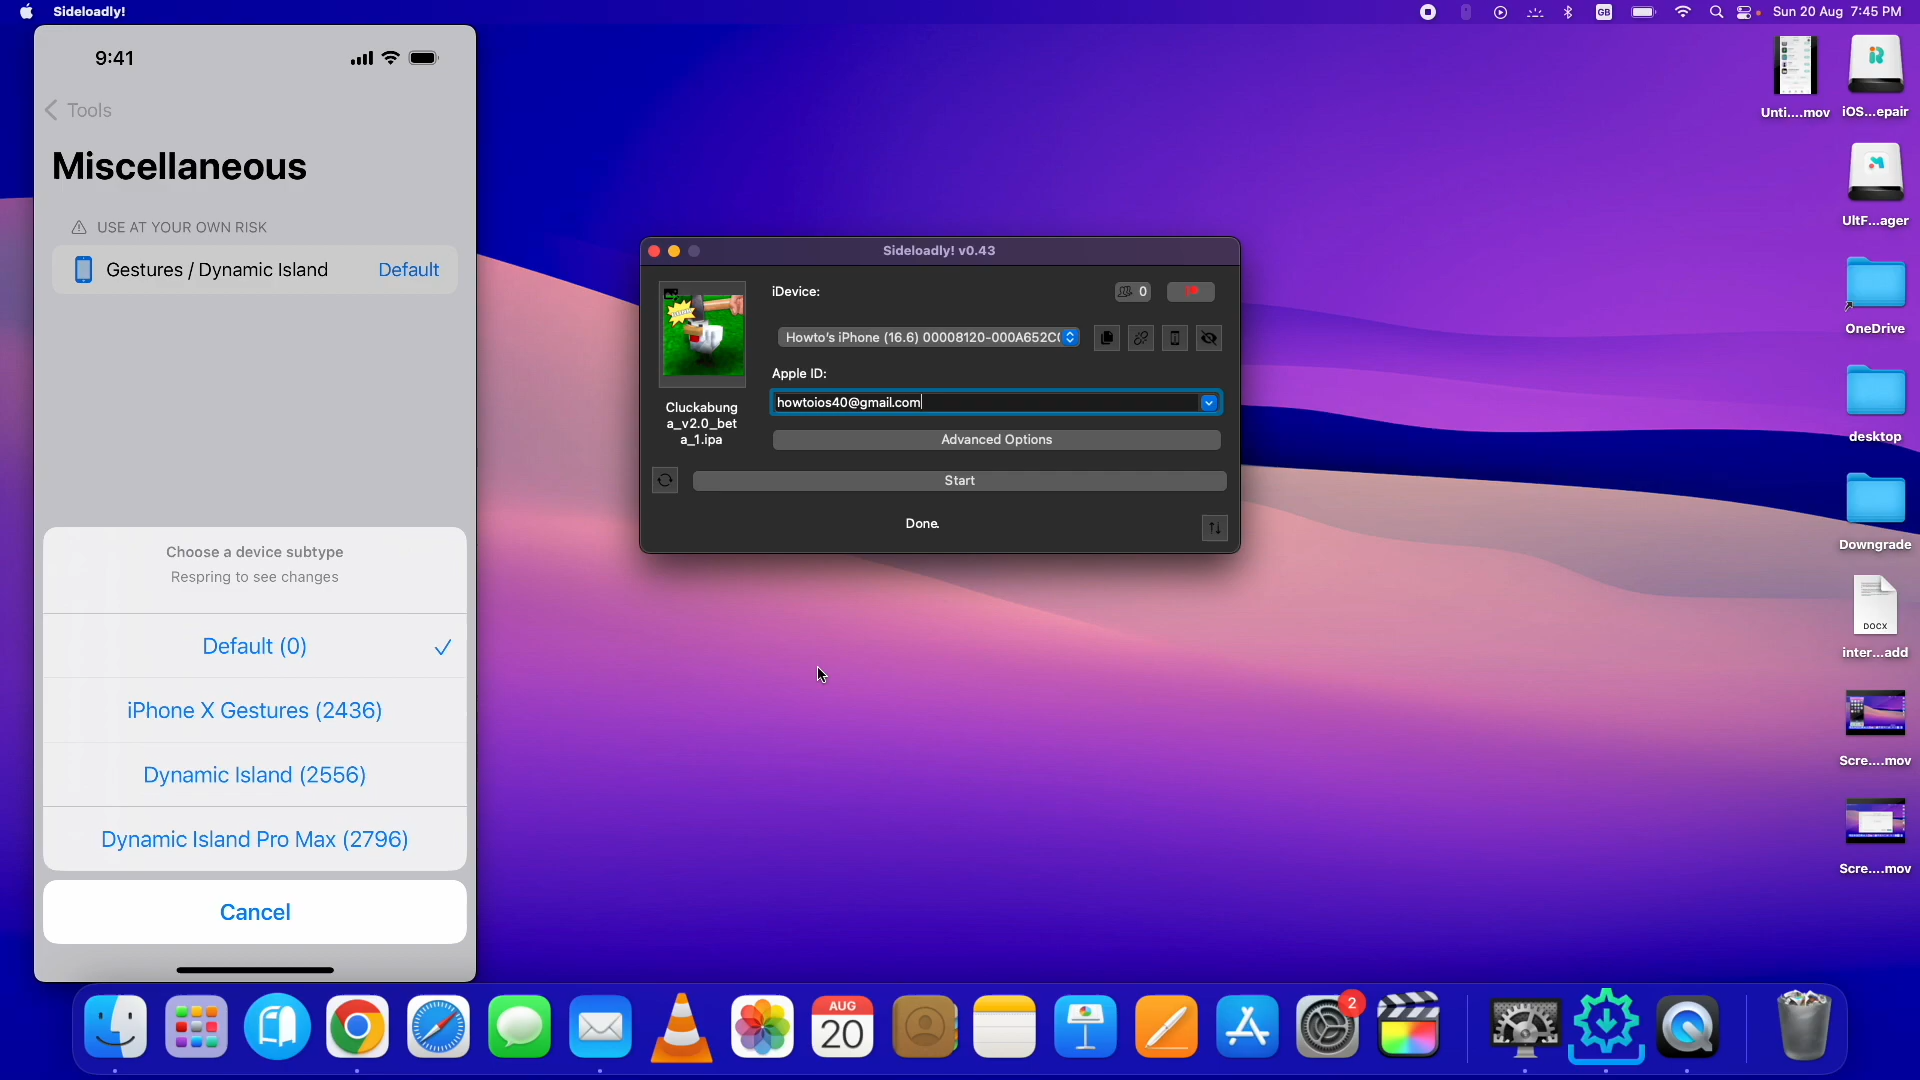 Sideloadly!
GB
Sun 20 Aug 7:45 PM
9:41
Tools
Miscellaneous
USE AT YOUR OWN RISK
Gestures / Dynamic Island Default
Choose a device subtype
Respring to see changes
Default (0)
iPhone X Gestures (2436)
Dynamic Island (2556)
Dynamic Island Pro Max (2796)
Cancel
Sideloadly! v0.43
iDevice:
0
Howto's iPhone (16.6) 00008120-000A652C(
Apple ID:
howtoios40@gmail.com
Cluckabung
a_v2.0_bet
a_1.ipa
Advanced Options
Start
Done.
Unti....mov
iOS...epair
UltF...ager
OneDrive
desktop
Downgrade
DOCX
inter...add
Scre....mov
Scre....mov
AUG
20
2